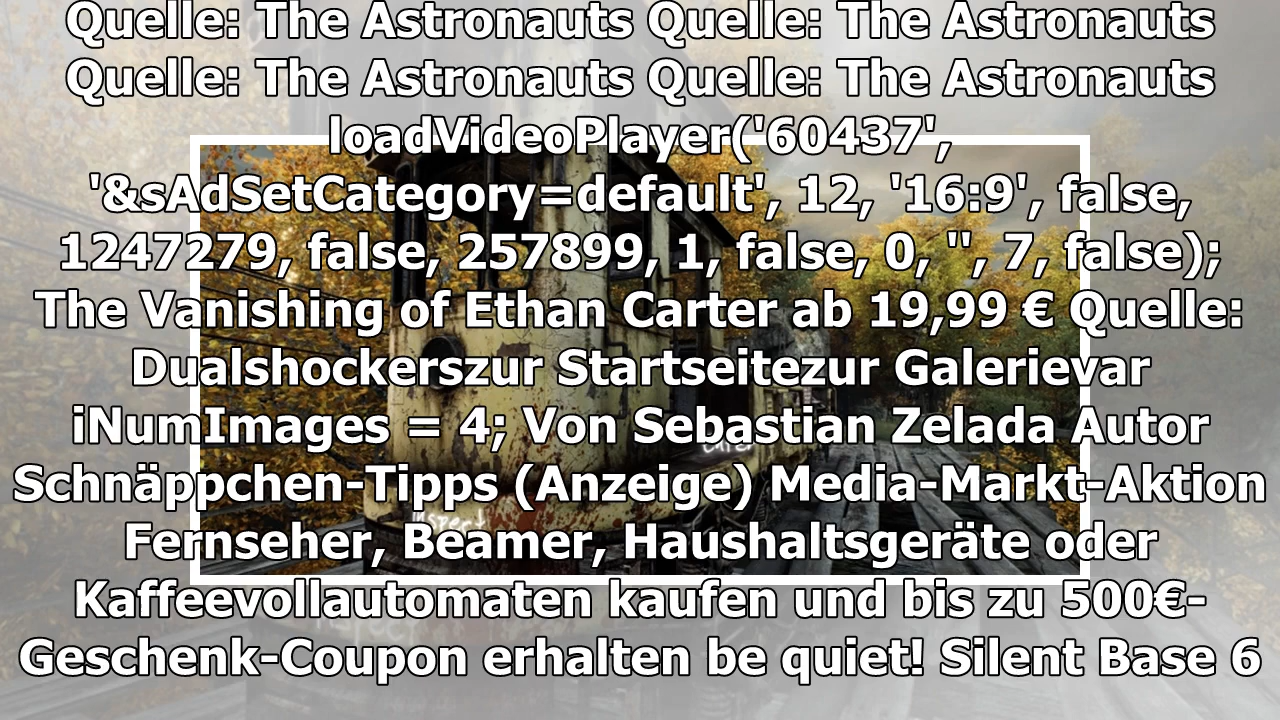 Quelle: The Astronauts Quelle: The Astronauts
Quelle: The Astronauts Quelle: The Astronauts
loadVideoPlayer('60437',
'&sAdSetCategory=default', 12, '16:9', false,
1247279, false, 257899, 1, false, 0, '', 7, false);
The Vanishing of Ethan Carter ab 19,99 € Quelle:
Dualshockerszur Startseitezur Galerievar
iNumImages = 4; Von Sebastian Zelada Autor
Carter
Schnäppchen-Tipps (Anzeige) Media-Markt-Aktion
Inspect
Fernseher, Beamer, Haushaltsgeräte oder
Kaffeevollautomaten kaufen und bis zu 500€-
Geschenk-Coupon erhalten be quiet! Silent Base 6